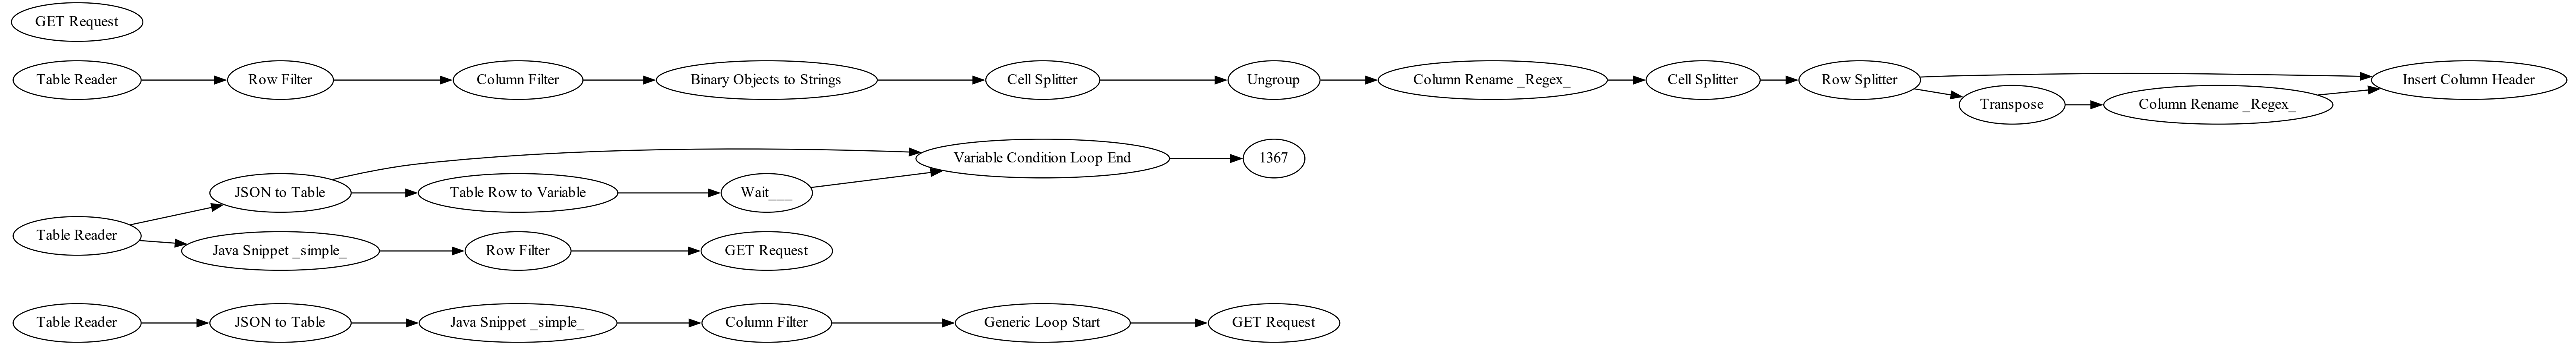 GET Request
Table Reader
Row Filter
Column Filter
Binary Objects to Strings
Cell Splitter
Ungroup
Column Rename _Regex_
Cell Splitter
Row Splitter
Insert Column Header
Transpose
Column Rename _Regex_
Variable Condition Loop End
1367
JSON to Table
Table Row to Variable
Wait___
Table Reader
Java Snippet _simple_
Row Filter
GET Request
Table Reader
JSON to Table
Java Snippet _simple_
Column Filter
Generic Loop Start
GET Request